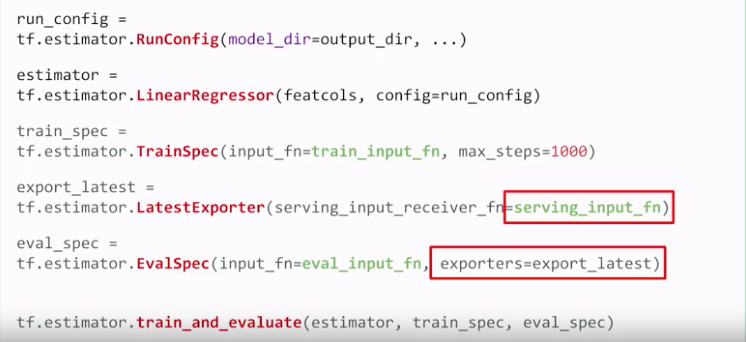 run_config =
tf.estimator.RunConfig(model_dir=output_dir, ...)
estimator =
tf.estimator.LinearRegressor(featcols, config=run_config)
train_spec =
tf.estimator.TrainSpec(input_fn=train_input_fn, max_steps=1000)
export_latest =
tf.estimator.LatestExporter(serving_input_receiver_fn=serving_input_fn)
eval_spec =
tf.estimator.EvalSpec(input_fn=eval_input_fn, exporters=export_latest)
tf.estimator.train_and_evaluate(estimator, train_spec, eval_spec)